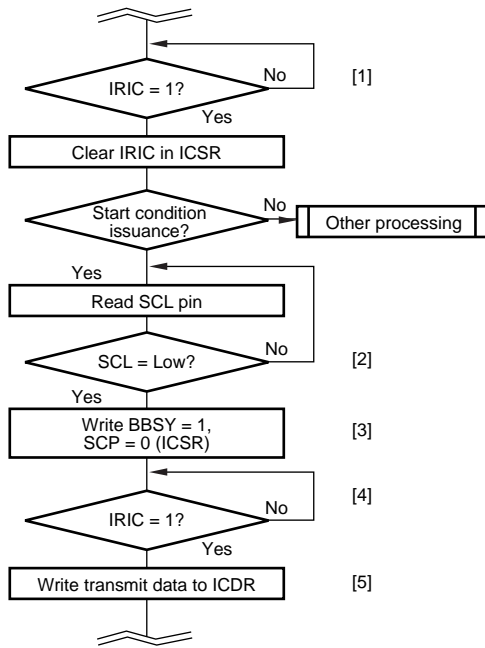 No
[1]
IRIC = 1?
Yes
Clear IRIC in ICSR
No
Start condition
issuance?
Other processing
Yes
Read SCL pin
No
SCL = Low?
[2]
Yes
Write BBSY = 1,
SCP = 0 (ICSR)
[3]
[4]
No
IRIC = 1?
Yes
Write transmit data to ICDR
[5]